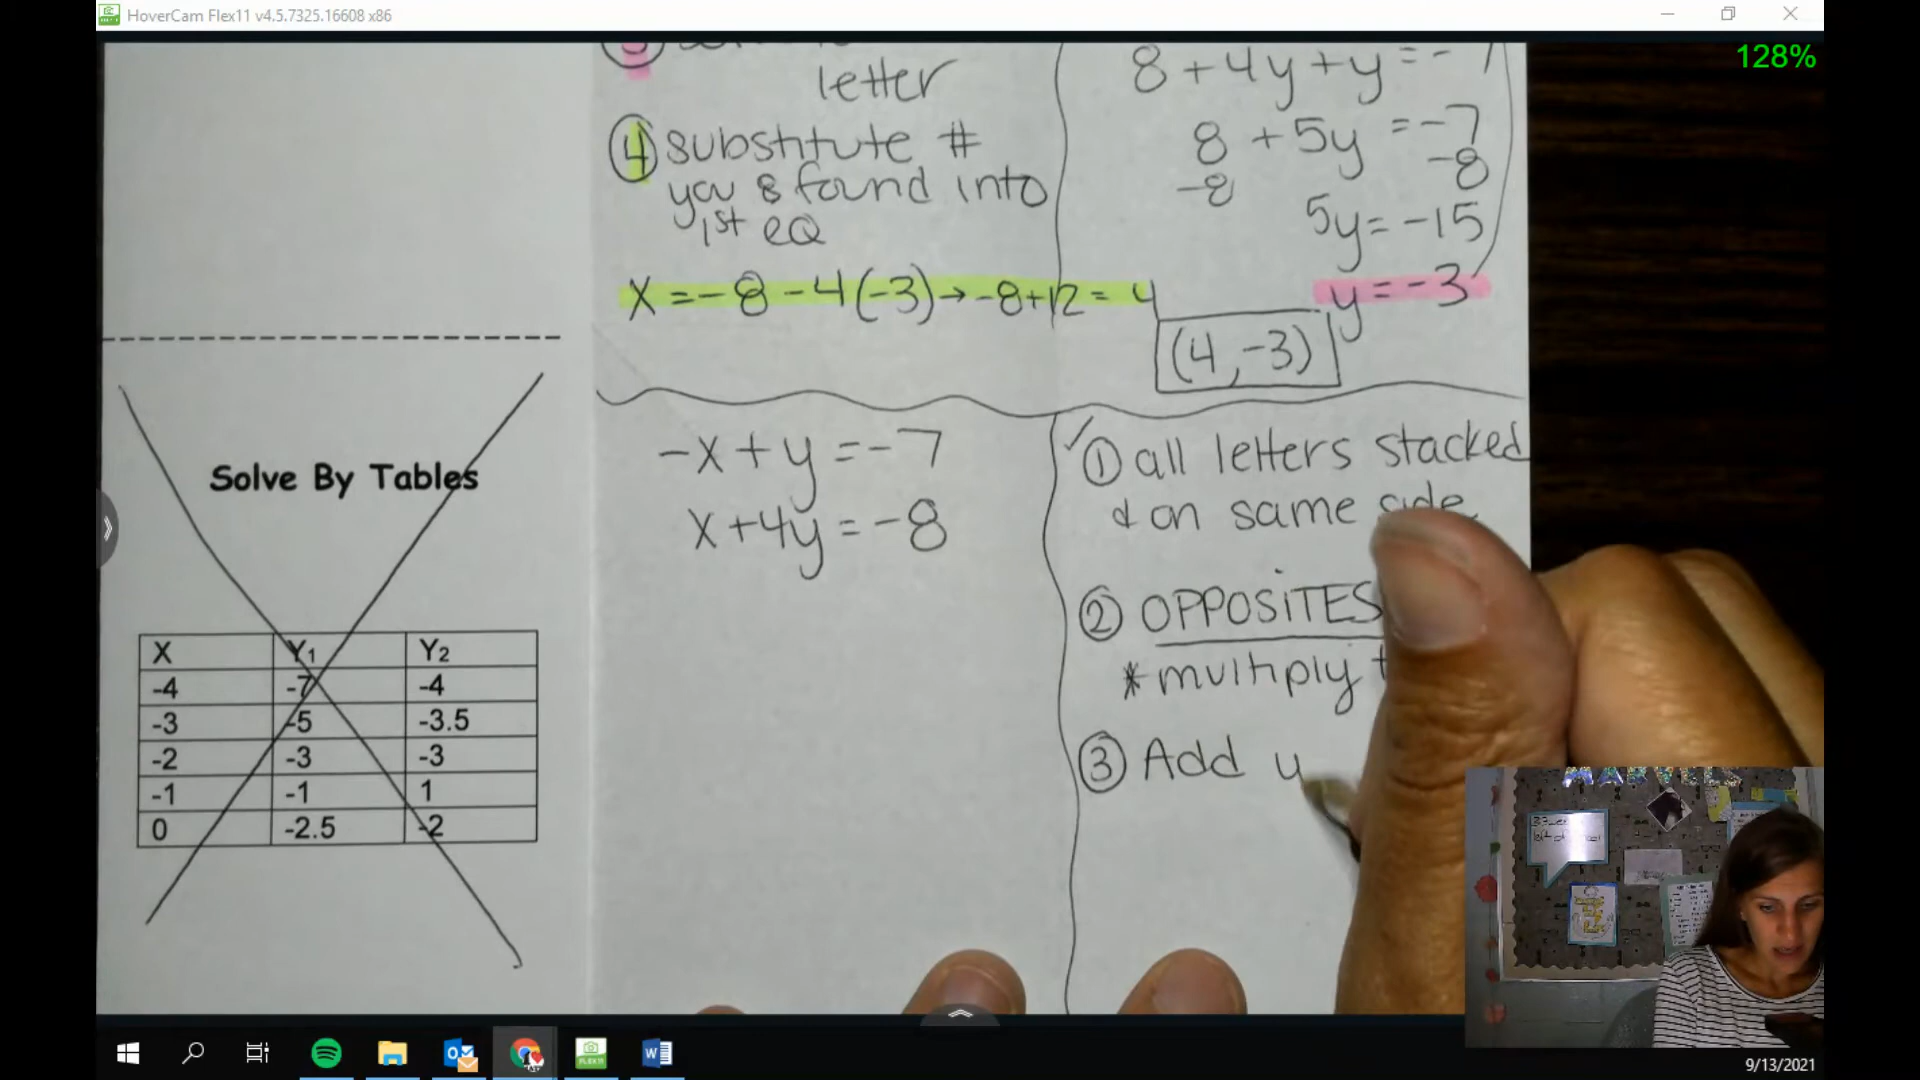 HoverCam Flex11 v4.5.7325.16608 x86
128%
letter
④ substitute #
you & found into
1st eQ
X = -8 - 4(-3) → -8+12 = 4
8 + 4y + y = -7
8 + 5y = -7
-8 -8
5y = -15
y = -3
(4, -3)
Solve By Tables
X Y₁ Y₂
-4 -7 -4
-3 -5 -3.5
-2 -3 -3
-1 -1 1
0 -2.5 -2
-x + y = -7
x + 4y = -8
✓① all letters stacked
& on same side
② OPPOSITES
*multiply
③ Add u
9/13/2021